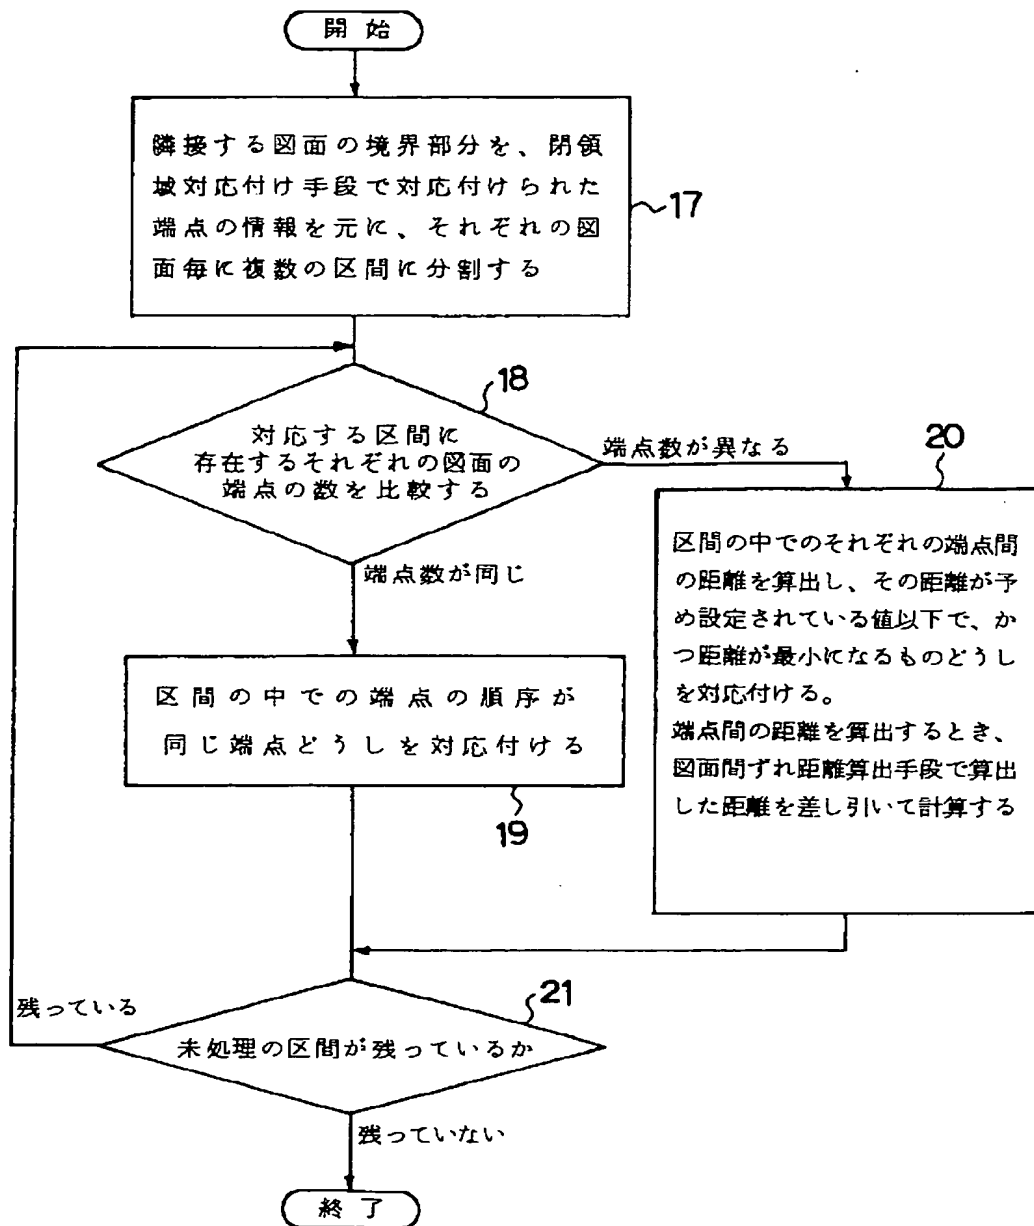 開始
隣接する図面の境界部分を、閉領
域対応付け手段で対応付けられた
端点の情報を元に、それぞれの図
面毎に複数の区間に分割する
17
18
対応する区間に
存在するそれぞれの図面の
端点の数を比較する
端点数が異なる
20
端点数が同じ
区間の中でのそれぞれの端点間
の距離を算出し、その距離が予
め設定されている値以下で、か
つ距離が最小になるものどうし
を対応付ける。
端点間の距離を算出するとき、
図面間ずれ距離算出手段で算出
した距離を差し引いて計算する
区間の中での端点の順序が
同じ端点どうしを対応付ける
19
21
残っている
未処理の区間が残っているか
残っていない
終了